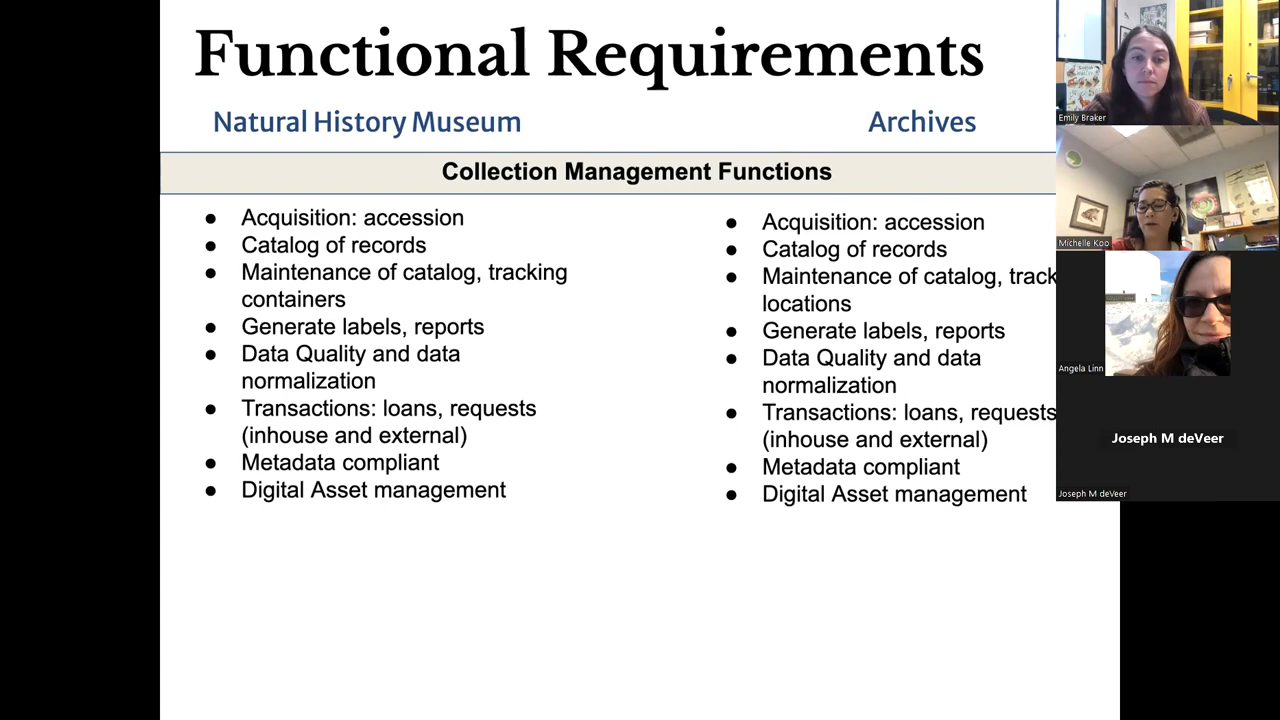 Functional Requirements
Natural History Museum
Archives
Collection Management Functions
● Acquisition: accession
● Catalog of records
● Maintenance of catalog, tracking
containers
● Generate labels, reports
● Data Quality and data
normalization
● Transactions: loans, requests
(inhouse and external)
● Metadata compliant
● Digital Asset management
● Acquisition: accession
● Catalog of records
● Maintenance of catalog, track
locations
● Generate labels, reports
● Data Quality and data
normalization
● Transactions: loans, requests
(inhouse and external)
● Metadata compliant
● Digital Asset management
Emily Braker
Michelle Koo
Angela Linn
Joseph M deVeer
Joseph M deVeer